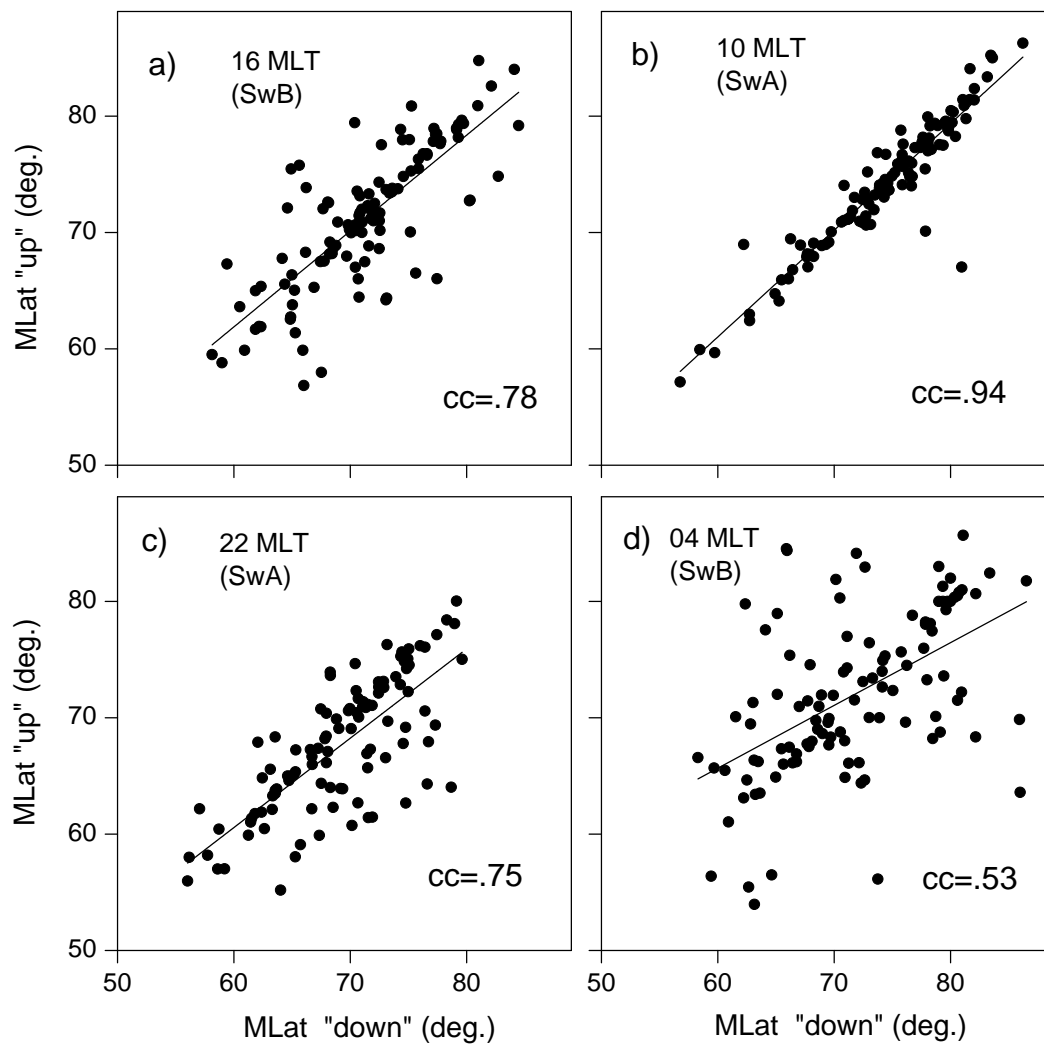 a)
16 MLT
(SwB)
cc=.78
b)
10 MLT
(SwA)
cc=.94
MLat "up" (deg.)
80
70
60
50
c)
22 MLT
(SwA)
cc=.75
d)
04 MLT
(SwB)
cc=.53
MLat "up" (deg.)
80
70
60
50
50 60 70 80
50 60 70 80
MLat "down" (deg.)
MLat "down" (deg.)